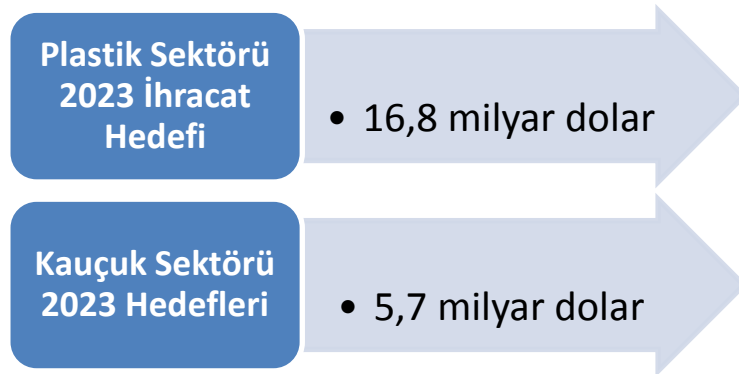 Plastik Sektörü
2023 İhracat
Hedefi
• 16,8 milyar dolar
Kauçuk Sektörü
2023 Hedefleri
• 5,7 milyar dolar